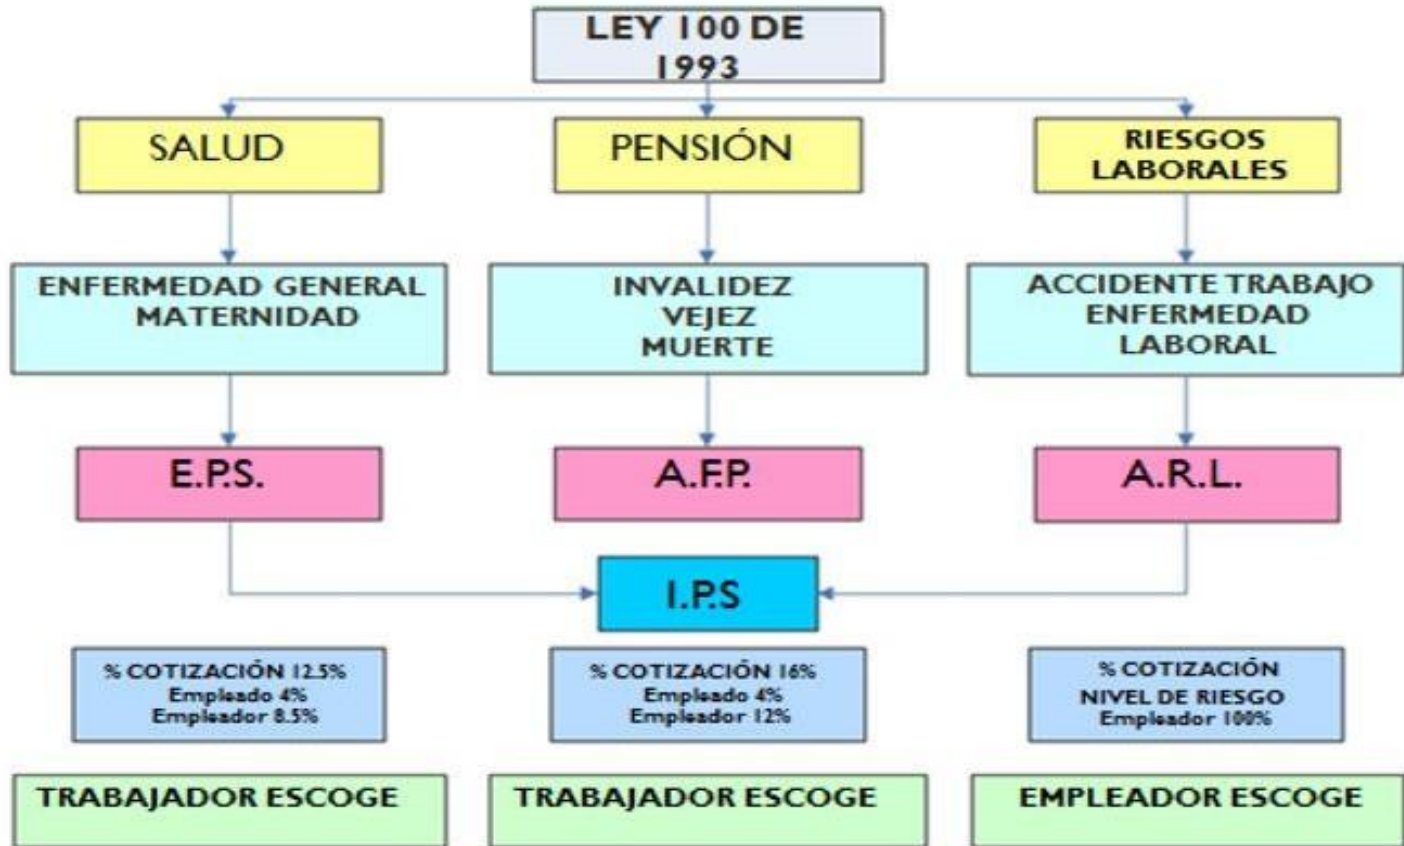 LEY 100 DE
1993
SALUD
PENSIÓN
RIESGOS
LABORALES
ENFERMEDAD GENERAL
MATERNIDAD
INVALIDEZ
VEJEZ
MUERTE
ACCIDENTE TRABAJO
ENFERMEDAD
LABORAL
E.P.S.
A.F.P.
A.R.L.
I.P.S
% COTIZACIÓN 12.5%
Empleado 4%
Empleador 8.5%
% COTIZACIÓN 16%
Empleado 4%
Empleador 12%
% COTIZACIÓN
NIVEL DE RIESGO
Empleador 100%
TRABAJADOR ESCOGE
TRABAJADOR ESCOGE
EMPLEADOR ESCOGE